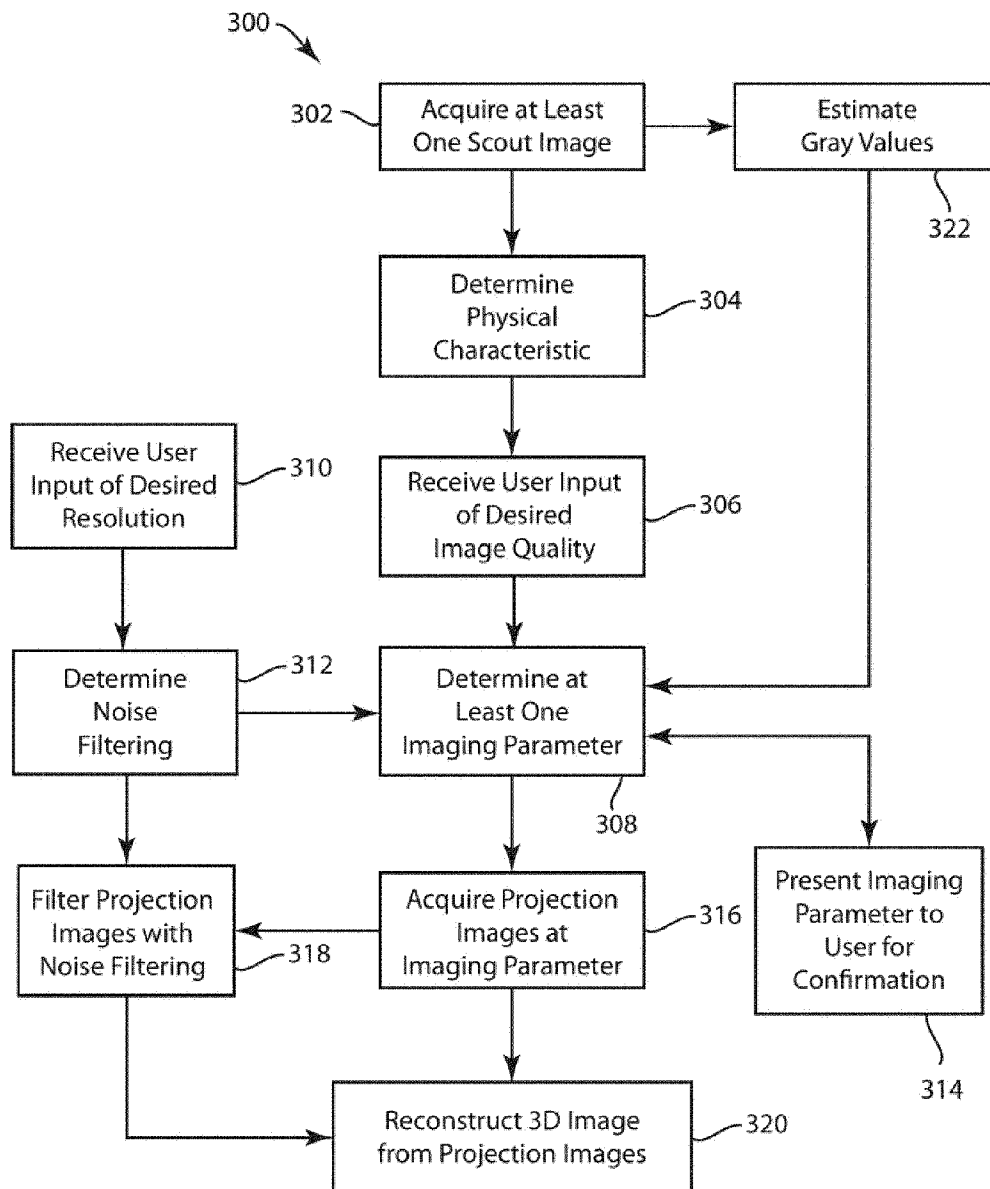 300
302
Acquire at Least
One Scout Image
Estimate
Gray Values
322
Determine
Physical
Characteristic
304
Receive User
Input of Desired
Resolution
310
Receive User Input
of Desired
Image Quality
306
Determine
Noise
Filtering
312
Determine at
Least One
Imaging Parameter
308
Filter Projection
Images with
Noise Filtering
318
Acquire Projection
Images at
Imaging Parameter
316
Present Imaging
Parameter to
User for
Confirmation
314
Reconstruct 3D Image
from Projection Images
320